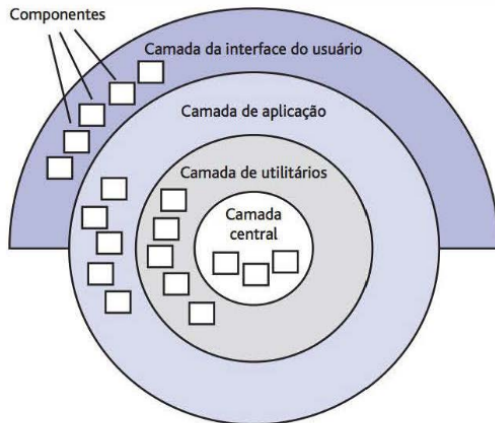 Componentes
Camada da interface do usuário
Camada de aplicação
Camada de utilitários
Camada
central